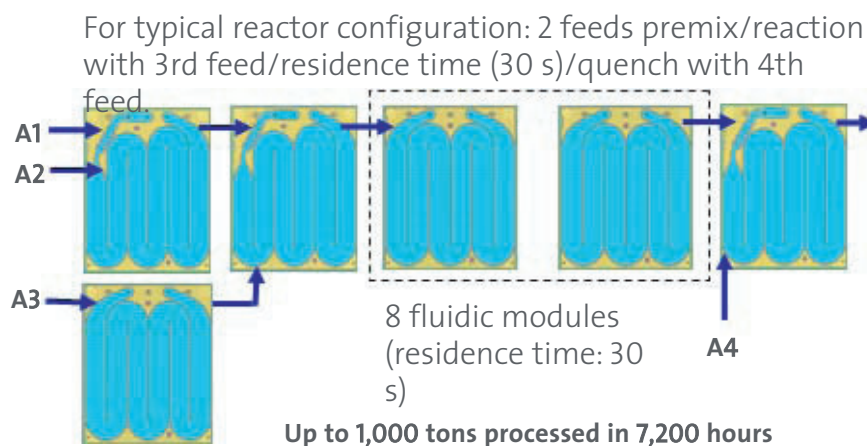 For typical reactor configuration: 2 feeds premix/reaction
with 3rd feed/residence time (30 s)/quench with 4th
feed.
A1
A2
A3
8 fluidic modules
(residence time: 30
s)
A4
Up to 1,000 tons processed in 7,200 hours